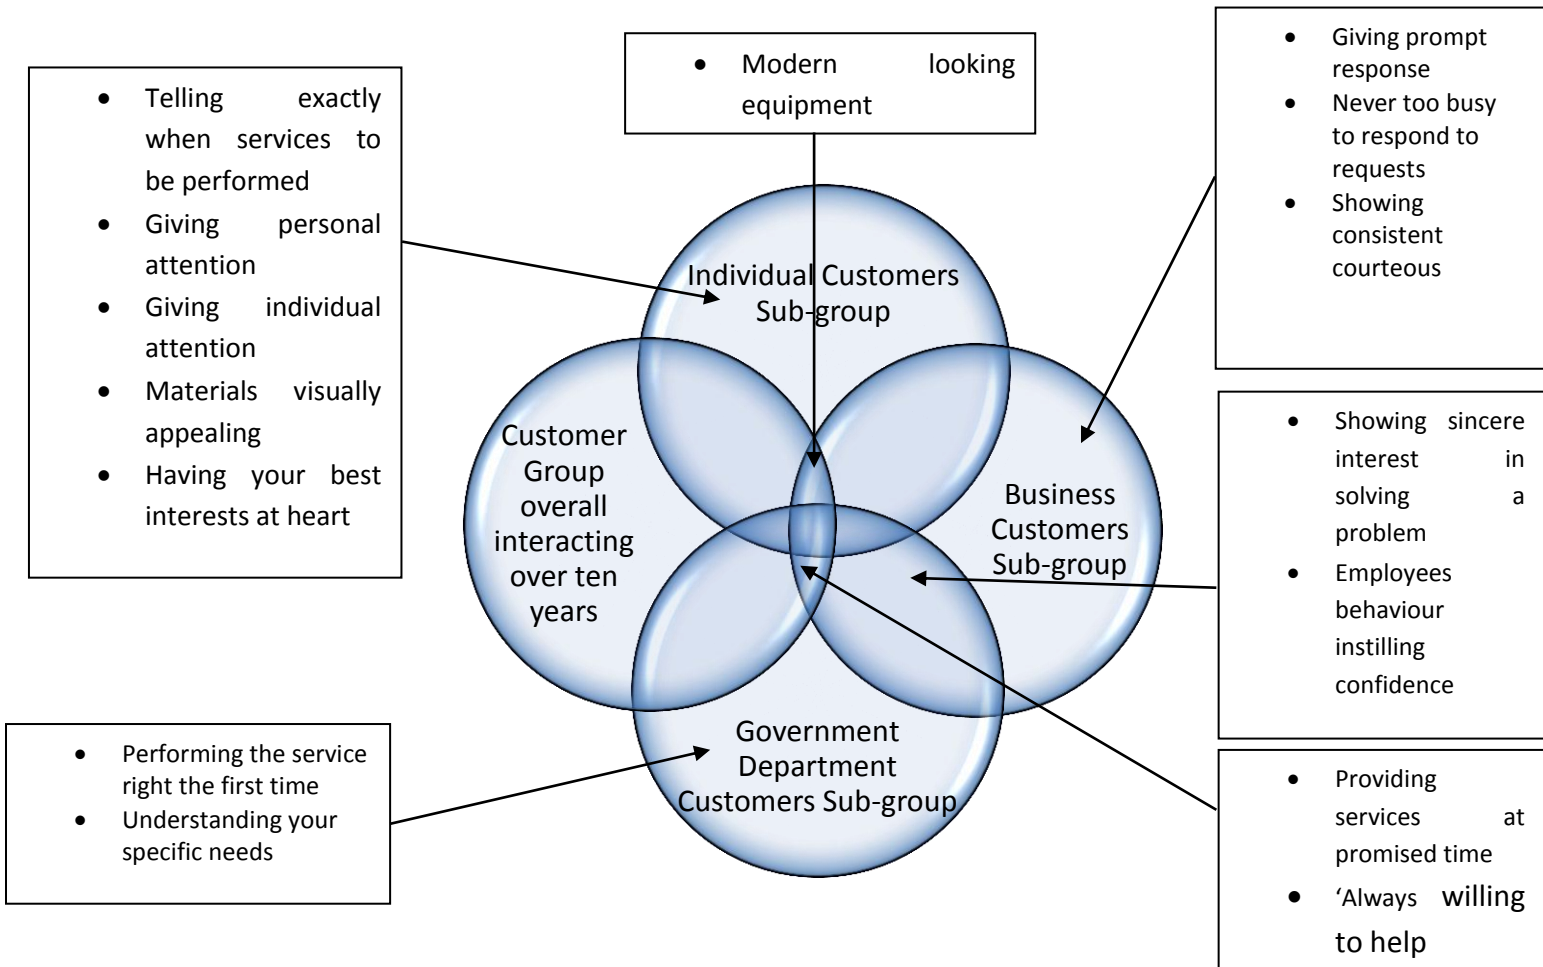 • Modern looking
equipment
• Telling exactly
when services to
be performed
• Giving personal
attention
• Giving individual
attention
• Materials visually
appealing
• Having your best
interests at heart
• Giving prompt
response
• Never too busy
to respond to
requests
• Showing
consistent
courteous
Individual Customers
Sub-group
Customer
Group
overall
interacting
over ten
years
Business
Customers
Sub-group
• Showing sincere
interest in
solving a
problem
• Employees
behaviour
instilling
confidence
Government
Department
Customers Sub-group
• Performing the service
right the first time
• Understanding your
specific needs
• Providing
services at
promised time
• ‘Always willing
to help